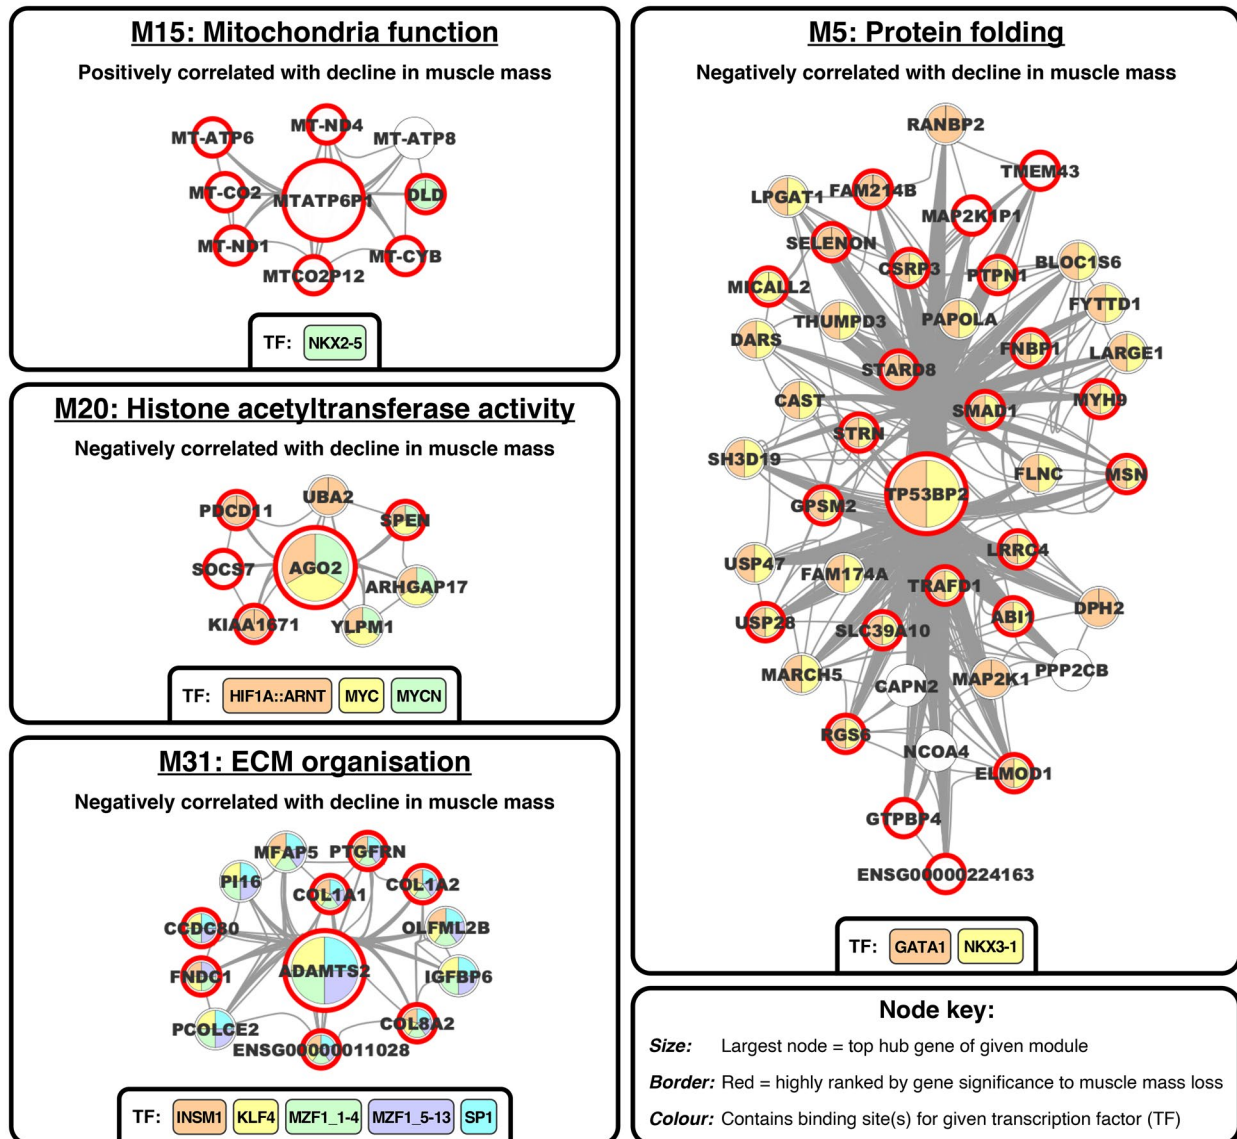 M15: Mitochondria function
Positively correlated with decline in muscle mass
MT-ND4
MT-ATP6
MT-ATP8
MT-CO2
MTATP6P1
DLD
MT-ND1
MT-CYB
MTCO2P12
TF: NKX2-5
M20: Histone acetyltransferase activity
Negatively correlated with decline in muscle mass
UBA2
PDCD11
SPEN
SOCS7
AGO2
ARHGAP17
KIAA1671
YLPM1
TF: HIF1A::ARNT MYC MYCN
M31: ECM organisation
Negatively correlated with decline in muscle mass
MFAP5
PTGFRN
PI16
COL1A1
COL1A2
CCDC80
OLFML2B
FNDC1
ADAMTS2
IGFBP6
PCOLCE2
COL8A2
ENSG00000011028
TF: INSM1 KLF4 MZF1_1-4 MZF1_5-13 SP1
M5: Protein folding
Negatively correlated with decline in muscle mass
RANBP2
TMEM43
LPGAT1
FAM214B
MAP2K1P1
SELENON
CSRP3
PTPN1
BLOC1S6
MICALL2
FYTTD1
THUMPD3
PAPOLA
DARS
FNBP1
LARGE1
STARD8
CAST
SMAD1
MYH9
STRN
SH3D19
FLNC
MSN
TP53BP2
GPSM2
LRRC4
USP47
FAM174A
TRAFD1
DPH2
USP28
SLC39A10
ABI1
MARCH5
CAPN2
MAP2K1
PPP2CB
RGS6
NCOA4
ELMOD1
GTPBP4
ENSG00000224163
TF: GATA1 NKX3-1
Node key:
Size: Largest node = top hub gene of given module
Border: Red = highly ranked by gene significance to muscle mass loss
Colour: Contains binding site(s) for given transcription factor (TF)